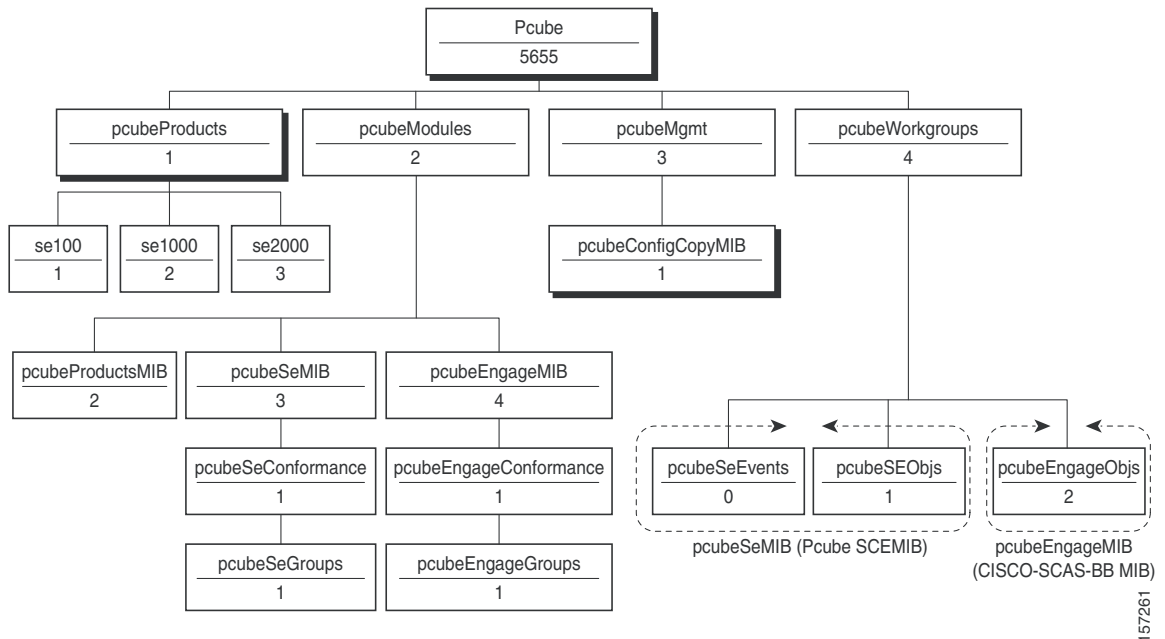 Pcube
5655
pcubeProducts
1
pcubeModules
2
pcubeMgmt
3
pcubeWorkgroups
4
se100
1
se1000
2
se2000
3
pcubeConfigCopyMIB
1
pcubeProductsMIB
2
pcubeSeMIB
3
pcubeEngageMIB
4
pcubeSeConformance
1
pcubeEngageConformance
1
pcubeSeEvents
0
pcubeSEObjs
1
pcubeEngageObjs
2
pcubeSeMIB (Pcube SCEMIB)
pcubeEngageMIB
(CISCO-SCAS-BB MIB)
pcubeSeGroups
1
pcubeEngageGroups
1
157261